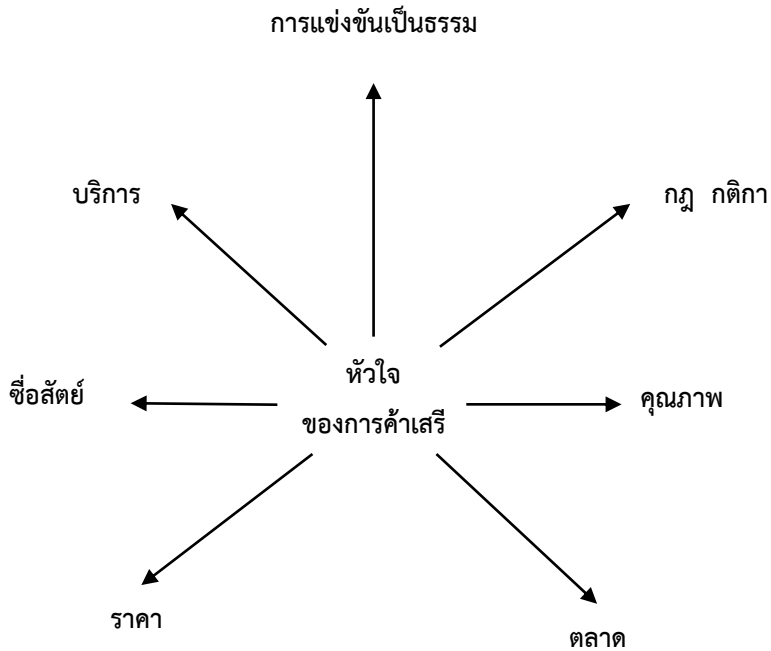 การแข่งขันเป็นธรรม
บริการ
กฎ กติกา
หัวใจ
ของการค้าเสรี
ซื่อสัตย์
คุณภาพ
ราคา
ตลาด